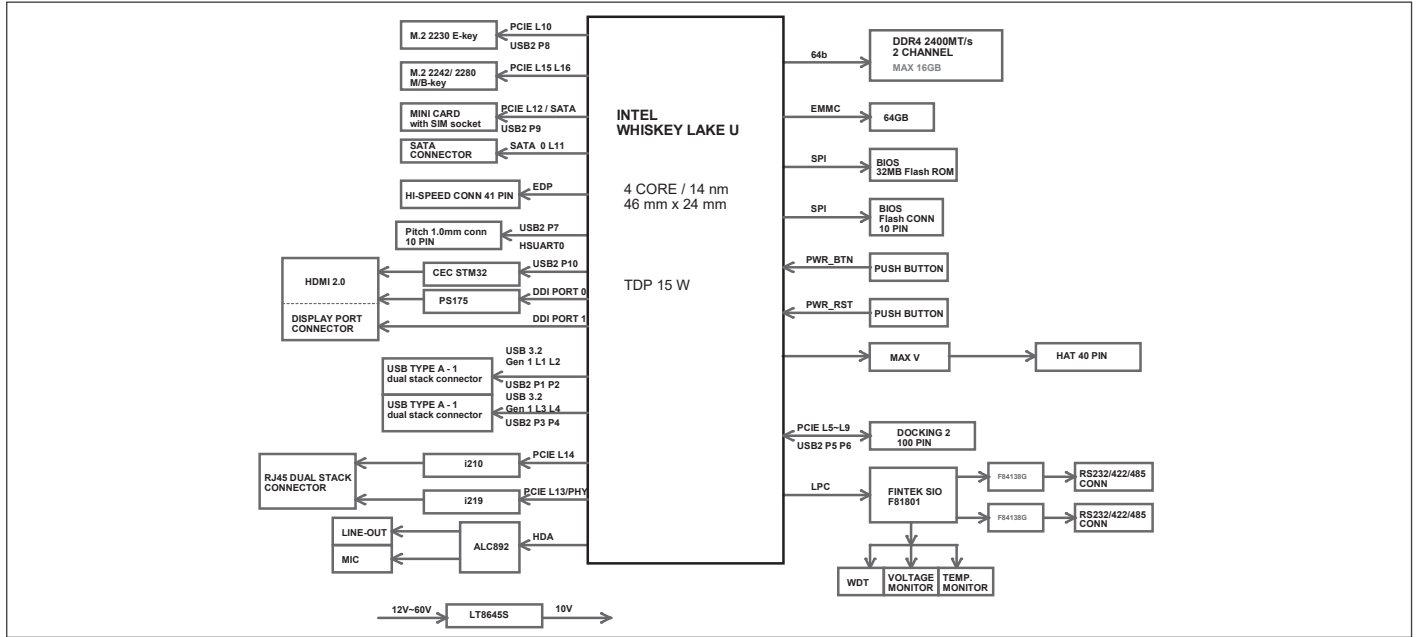 M.2 2230 E-key
PCIE L10
USB2 P8
M.2 2242/ 2280
M/B-key
PCIE L15 L16
MINI CARD
with SIM socket
PCIE L12 / SATA
USB2 P9
SATA
CONNECTOR
SATA 0 L11
HI-SPEED CONN 41 PIN
EDP
Pitch 1.0mm conn
10 PIN
USB2 P7
HSUART0
HDMI 2.0
CEC STM32
USB2 P10
PS175
DDI PORT 0
DISPLAY PORT
CONNECTOR
DDI PORT 1
USB TYPE A - 1
dual stack connector
USB 3.2
Gen 1 L1 L2
USB2 P1 P2
USB TYPE A - 1
dual stack connector
USB 3.2
Gen 1 L3 L4
USB2 P3 P4
RJ45 DUAL STACK
CONNECTOR
i210
PCIE L14
i219
PCIE L13/PHY
LINE-OUT
MIC
ALC892
HDA
12V~60V
LT8645S
10V
INTEL
WHISKEY LAKE U
4 CORE / 14 nm
46 mm x 24 mm
TDP 15 W
64b
DDR4 2400MT/s
2 CHANNEL
MAX 16GB
EMMC
64GB
SPI
BIOS
32MB Flash ROM
SPI
BIOS
Flash CONN
10 PIN
PWR_BTN
PUSH BUTTON
PWR_RST
PUSH BUTTON
MAX V
HAT 40 PIN
PCIE L5~L9
USB2 P5 P6
DOCKING 2
100 PIN
LPC
FINTEK SIO
F81801
F84138G
RS232/422/485
CONN
F84138G
RS232/422/485
CONN
WDT
VOLTAGE
MONITOR
TEMP.
MONITOR